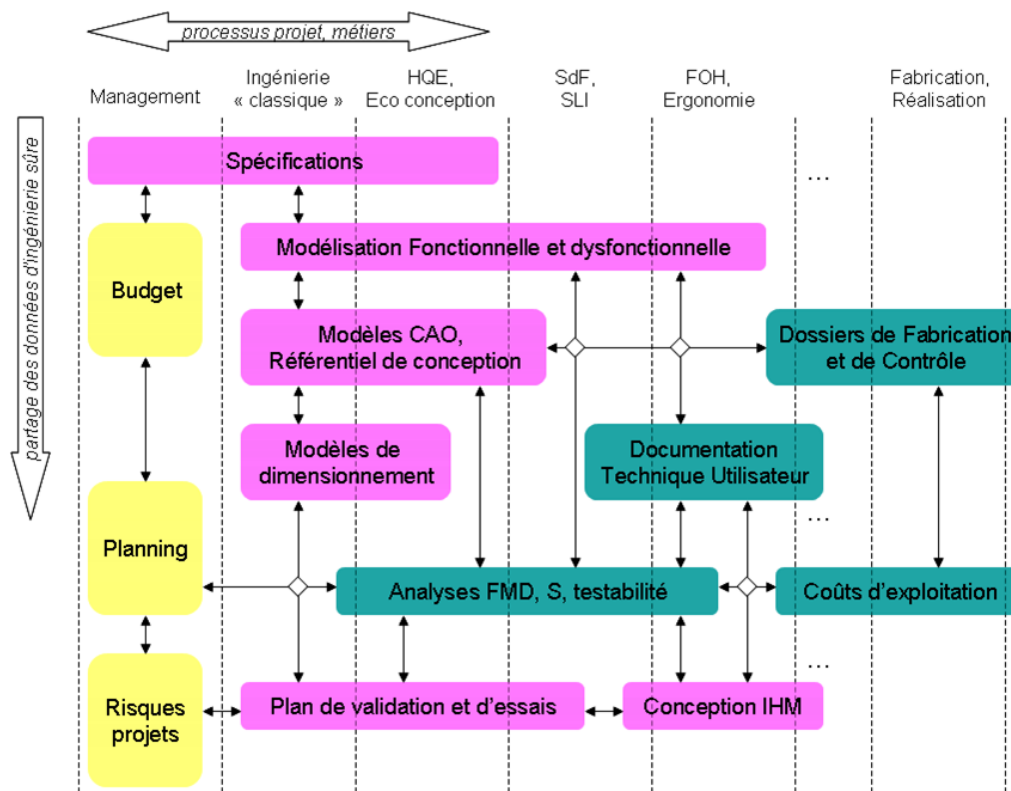 processus projet, métiers
Management
Ingénierie
« classique »
HQE,
Eco conception
SdF,
SLI
FOH,
Ergonomie
Fabrication,
Réalisation
partage des données d'ingénierie sûre
Spécifications
...
Budget
Modélisation Fonctionnelle et dysfonctionnelle
Modèles CAO,
Référentiel de conception
Dossiers de Fabrication
et de Contrôle
Modèles de
dimensionnement
Documentation
Technique Utilisateur
...
Planning
Analyses FMD, S, testabilité
Coûts d'exploitation
...
Risques
projets
Plan de validation et d'essais
Conception IHM